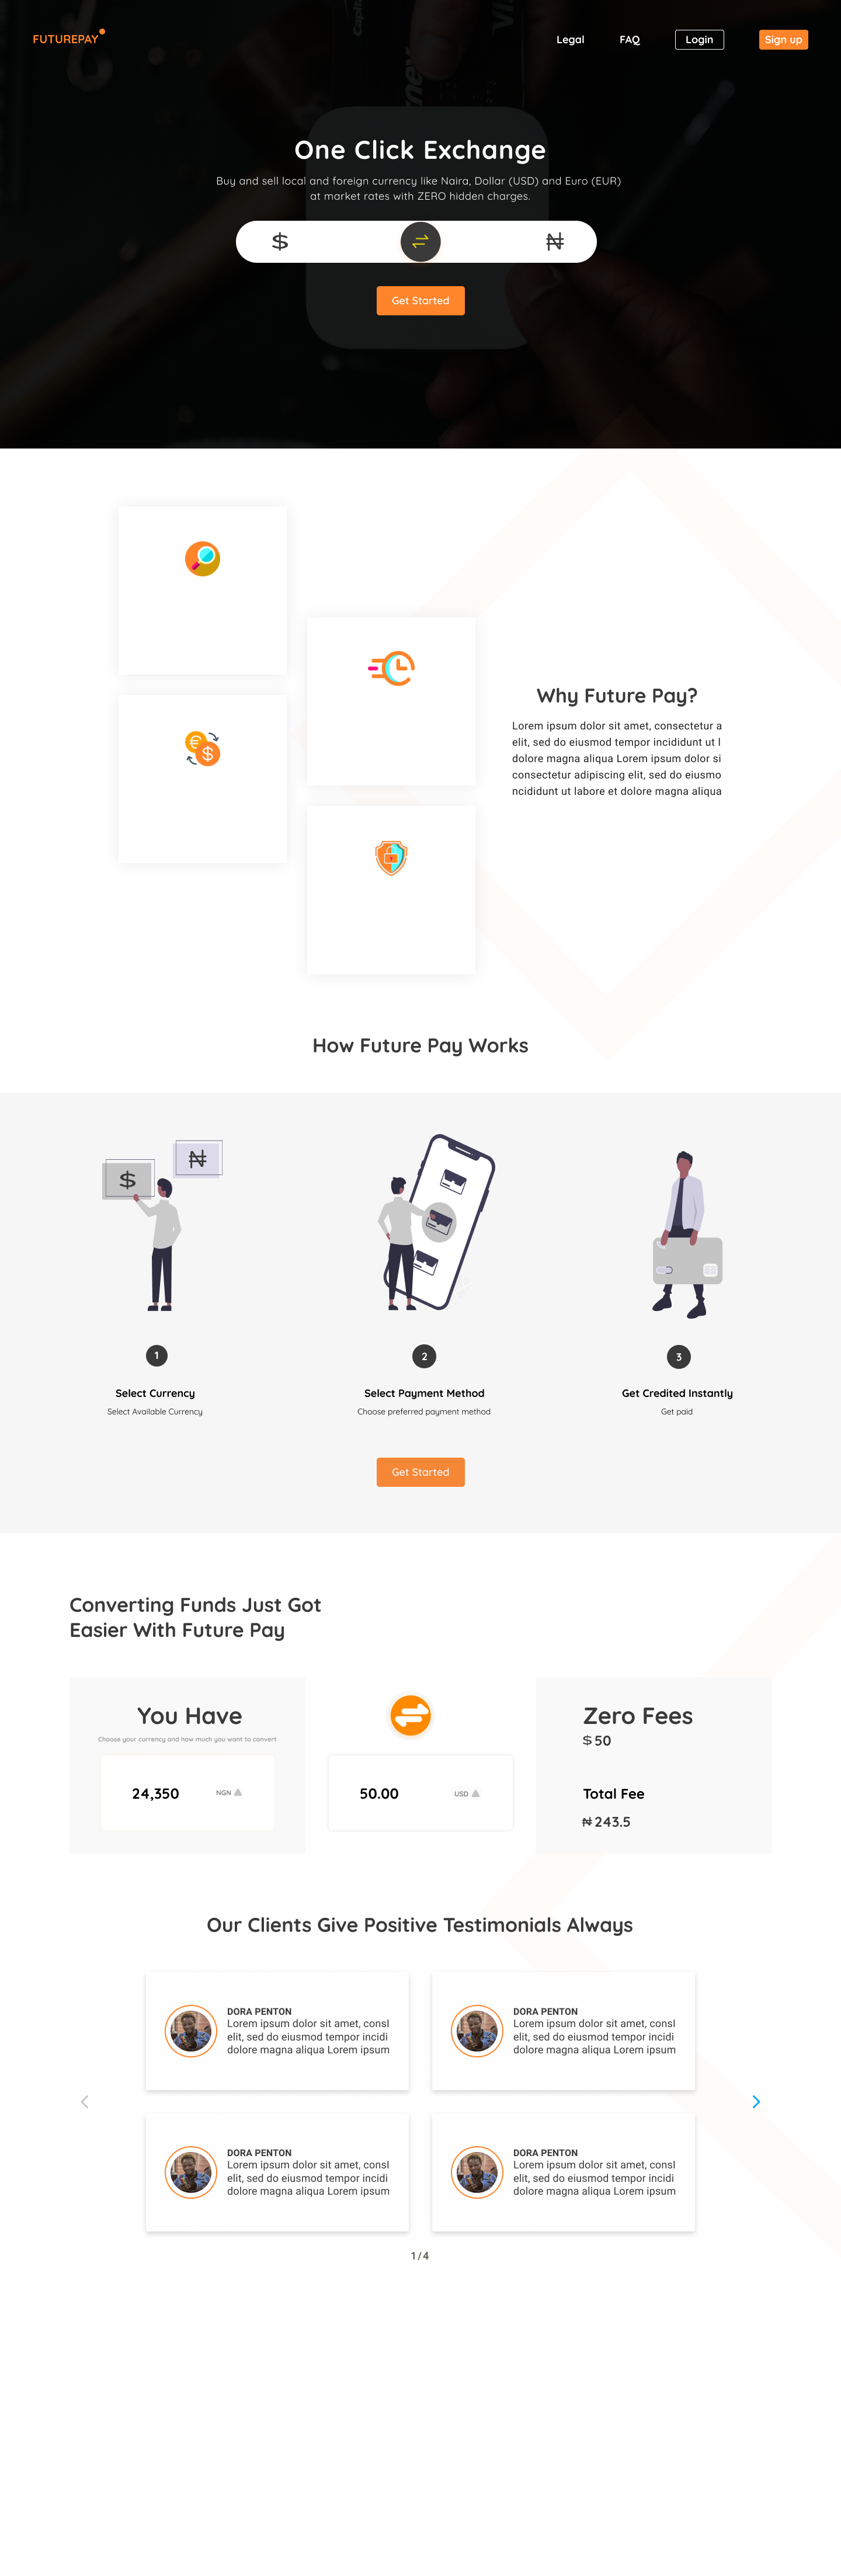 FUTUREPAY
Legal
FAQ
Login
Sign up
One Click Exchange
Buy and sell local and foreign currency like Naira, Dollar (USD) and Euro (EUR)
at market rates with ZERO hidden charges.
$
₦
Get Started
Why Future Pay?
Lorem ipsum dolor sit amet, consectetur a
elit, sed do eiusmod tempor incididunt ut l
dolore magna aliqua Lorem ipsum dolor si
consectetur adipiscing elit, sed do eiusmo
ncididunt ut labore et dolore magna aliqua
How Future Pay Works
$
₦
1
2
3
Select Currency
Select Payment Method
Get Credited Instantly
Select Available Currency
Choose preferred payment method
Get paid
Get Started
Converting Funds Just Got
Easier With Future Pay
You Have
Choose your currency and how much you want to convert
24,350
NGN
50.00
USD
Zero Fees
$ 50
Total Fee
₦ 243.5
Our Clients Give Positive Testimonials Always
DORA PENTON
Lorem ipsum dolor sit amet, consl
elit, sed do eiusmod tempor incidi
dolore magna aliqua Lorem ipsum
DORA PENTON
Lorem ipsum dolor sit amet, consl
elit, sed do eiusmod tempor incidi
dolore magna aliqua Lorem ipsum
DORA PENTON
Lorem ipsum dolor sit amet, consl
elit, sed do eiusmod tempor incidi
dolore magna aliqua Lorem ipsum
DORA PENTON
Lorem ipsum dolor sit amet, consl
elit, sed do eiusmod tempor incidi
dolore magna aliqua Lorem ipsum
1 / 4